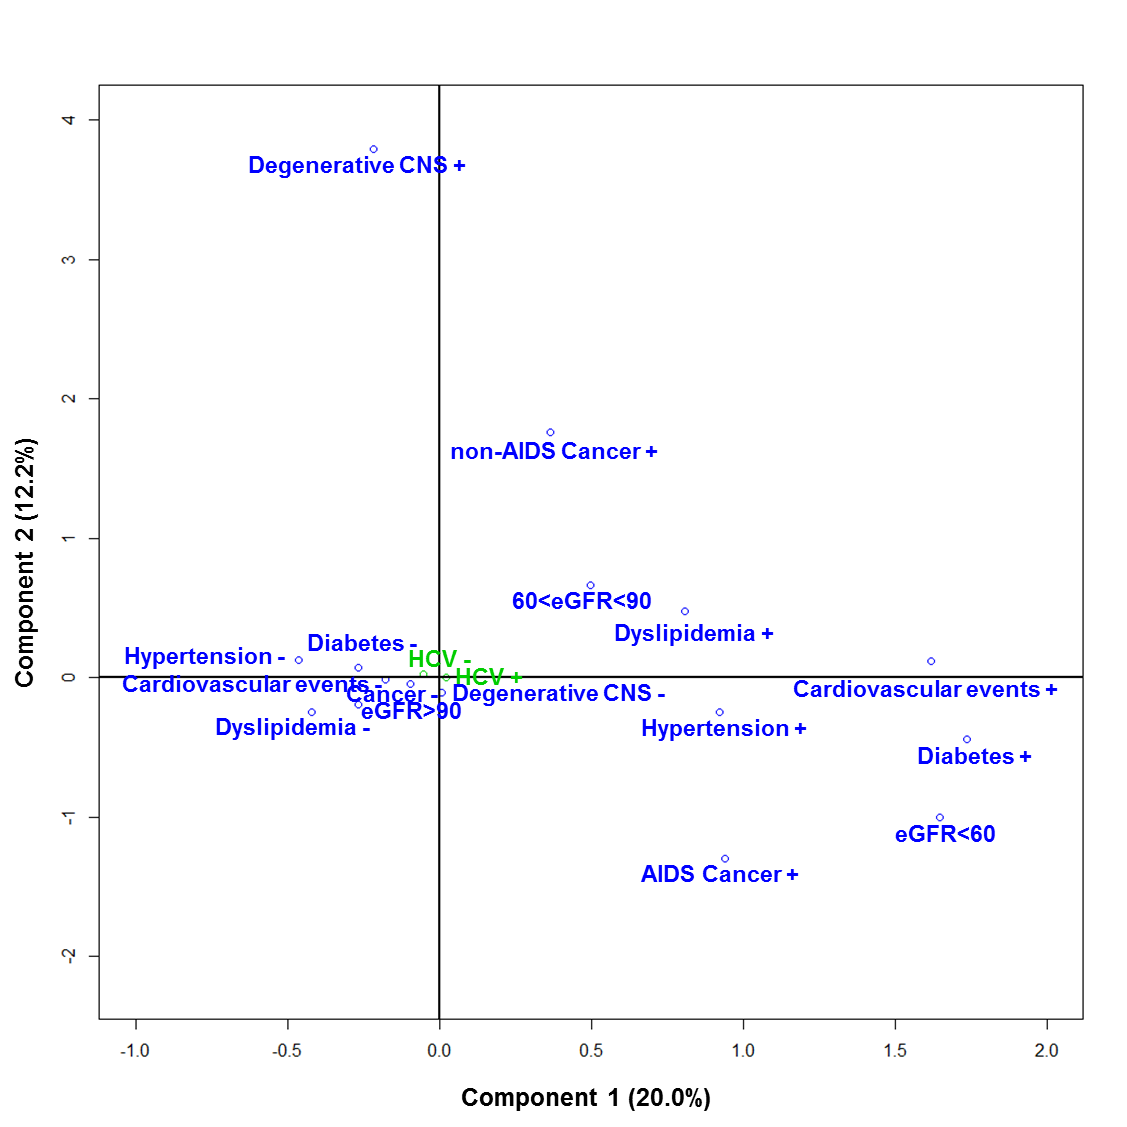 4
Degenerative CNS +
3
2
non-AIDS Cancer +
1
60<eGFR<90
Dyslipidemia +
Diabetes -
Hypertension -
HCV -
0
HCV +
Cardiovascular events -
Cardiovascular events +
Cancer -
Degenerative CNS -
eGFR>90
Dyslipidemia -
Hypertension +
Diabetes +
-1
eGFR<60
AIDS Cancer +
-2
Component 2 (12.2%)
-1.0 -0.5 0.0 0.5 1.0 1.5 2.0
Component 1 (20.0%)